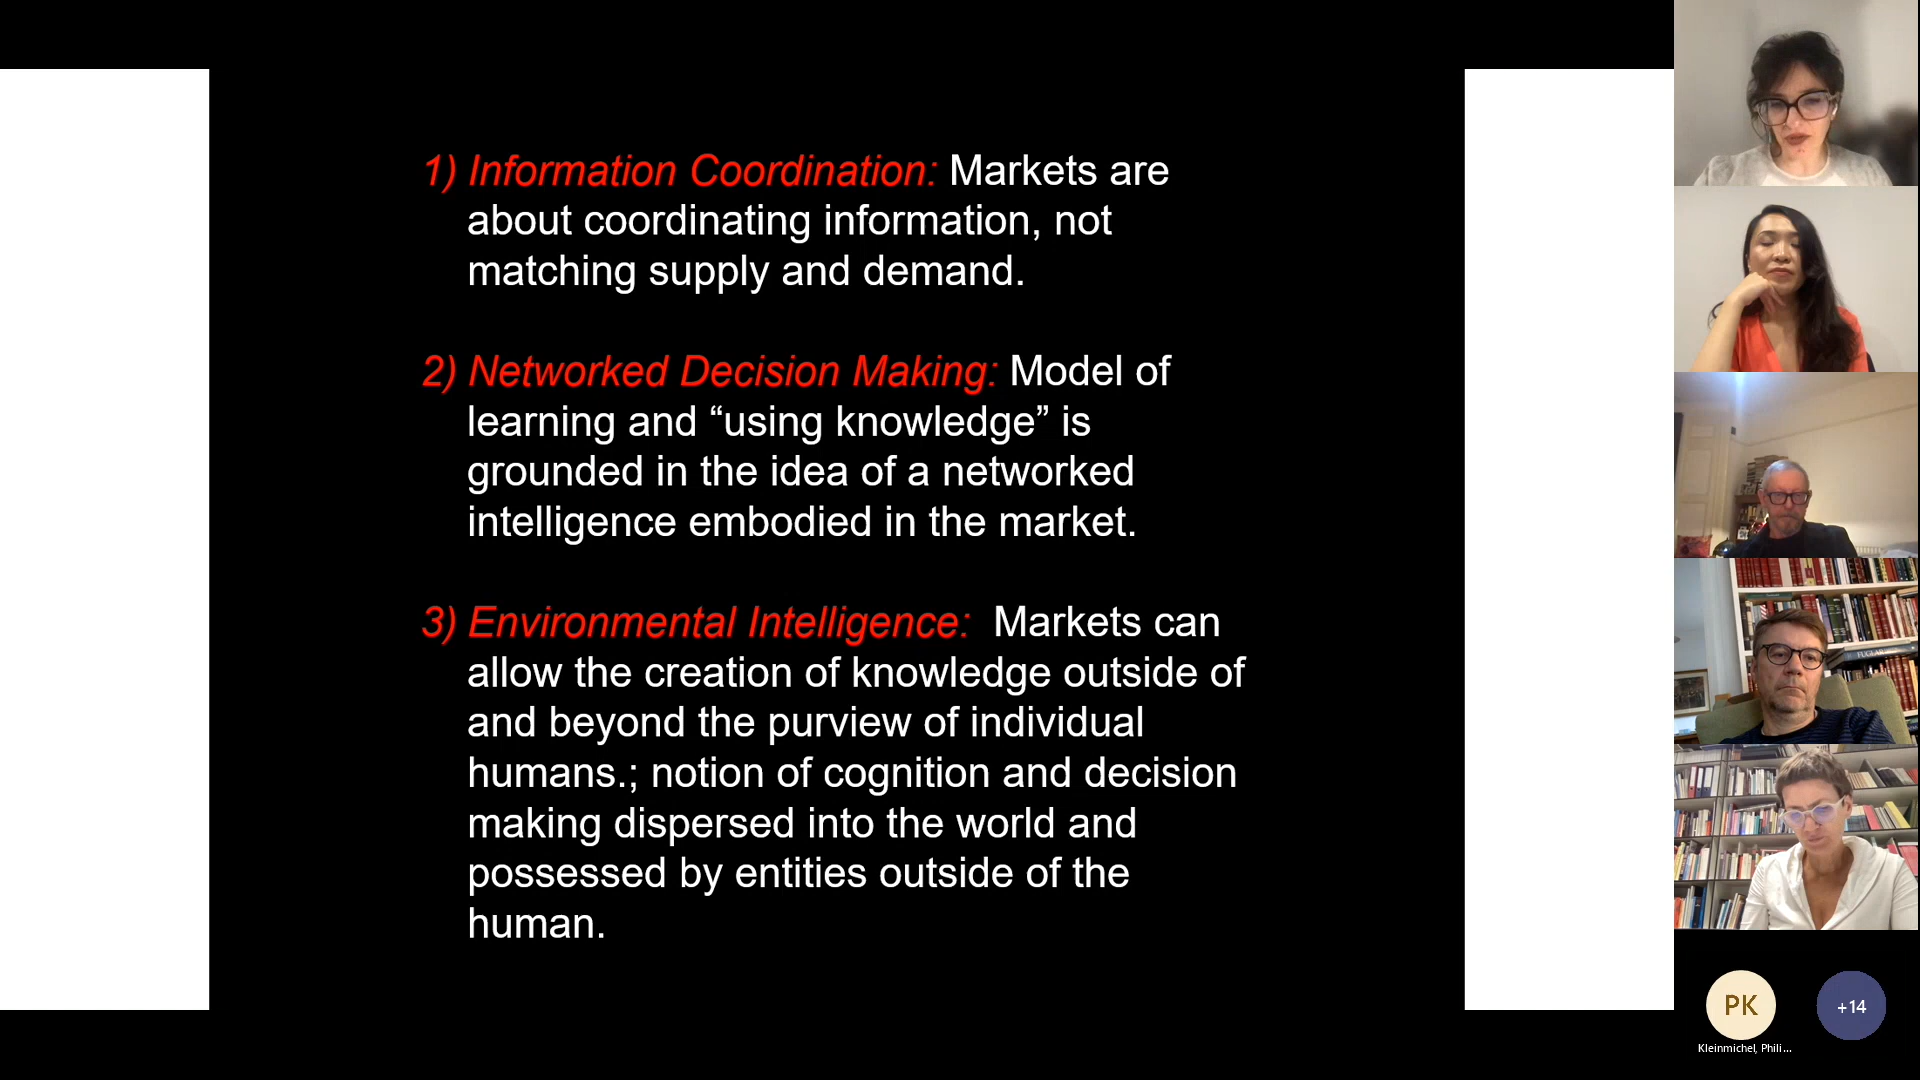 1) Information Coordination: Markets are
about coordinating information, not
matching supply and demand.
2) Networked Decision Making: Model of
learning and “using knowledge” is
grounded in the idea of a networked
intelligence embodied in the market.
3) Environmental Intelligence:  Markets can
allow the creation of knowledge outside of
and beyond the purview of individual
humans.; notion of cognition and decision
making dispersed into the world and
possessed by entities outside of the
human.
FUGLAR
PK
+14
Kleinmichel, Phili...